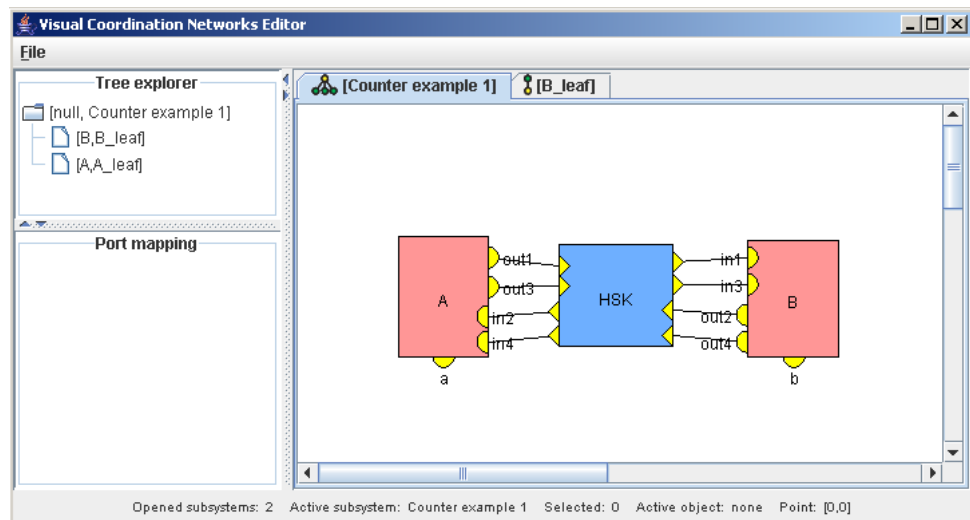 Visual Coordination Networks Editor
File
Tree explorer
[null, Counter example 1]
[B,B_leaf]
[A,A_leaf]
Port mapping
[Counter example 1]
[B_leaf]
A
out1
out3
in2
in4
a
HSK
in1
in3
out2
out4
B
b
Opened subsystems: 2 Active subsystem: Counter example 1 Selected: 0 Active object: none Point: [0,0]